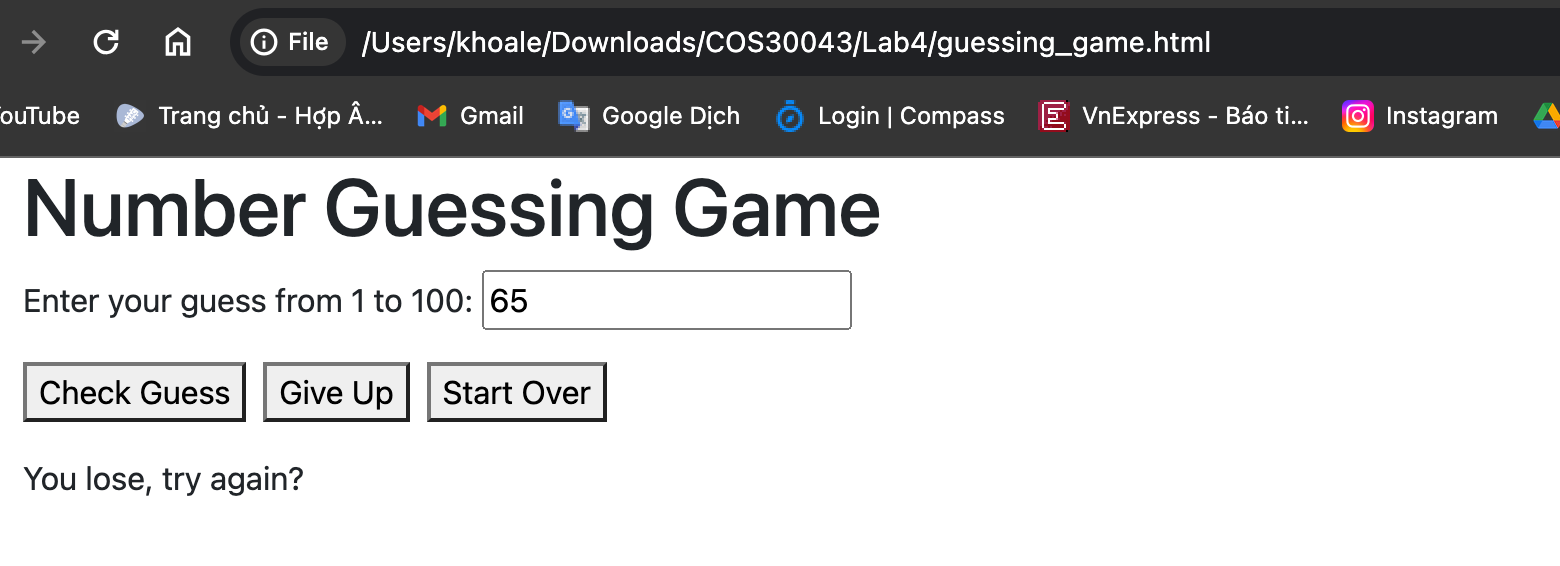 File /Users/khoale/Downloads/COS30043/Lab4/guessing_game.html
ouTube Trang chủ - Hợp Â... Gmail Google Dịch Login | Compass VnExpress - Báo ti... Instagram
Number Guessing Game
Enter your guess from 1 to 100: 65
Check Guess Give Up Start Over
You lose, try again?